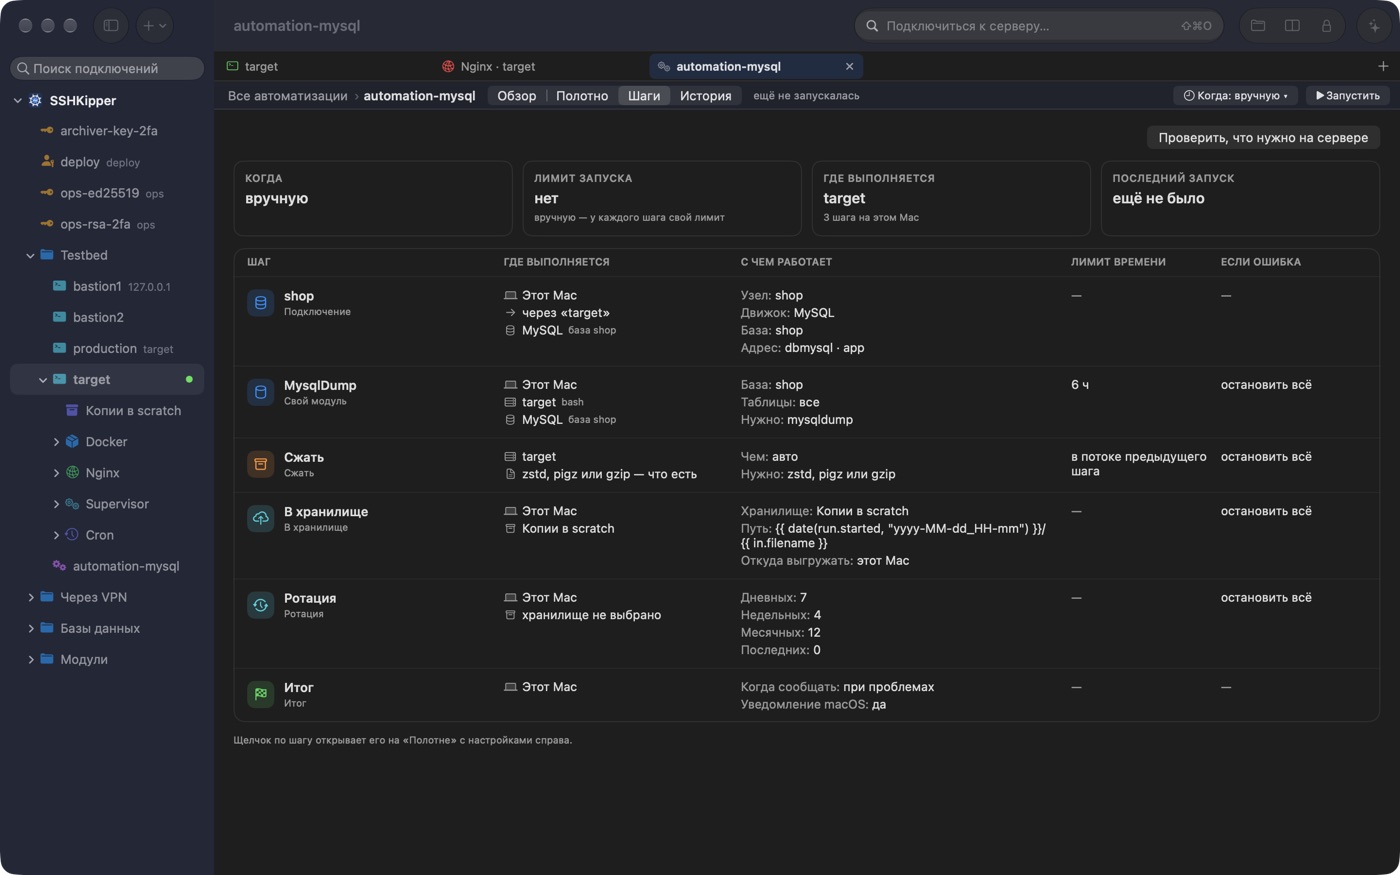 automation-mysql
Подключиться к серверу...
⇧⌘O
Поиск подключений
target
Nginx · target
automation-mysql
Все автоматизации › automation-mysql
Обзор
Полотно
Шаги
История
ещё не запускалась
Когда: вручную
Запустить
SSHKipper
archiver-key-2fa
deploy deploy
ops-ed25519 ops
ops-rsa-2fa ops
Testbed
bastion1 127.0.0.1
bastion2
production target
target
Копии в scratch
Docker
Nginx
Supervisor
Cron
automation-mysql
Через VPN
Базы данных
Модули
Проверить, что нужно на сервере
КОГДА
вручную
ЛИМИТ ЗАПУСКА
нет
вручную — у каждого шага свой лимит
ГДЕ ВЫПОЛНЯЕТСЯ
target
3 шага на этом Mac
ПОСЛЕДНИЙ ЗАПУСК
ещё не было
ШАГ
ГДЕ ВЫПОЛНЯЕТСЯ
С ЧЕМ РАБОТАЕТ
ЛИМИТ ВРЕМЕНИ
ЕСЛИ ОШИБКА
shop
Подключение
Этот Mac
→ через «target»
MySQL база shop
Узел: shop
Движок: MySQL
База: shop
Адрес: dbmysql · app
—
—
MysqlDump
Свой модуль
Этот Mac
target bash
MySQL база shop
База: shop
Таблицы: все
Нужно: mysqldump
6 ч
остановить всё
Сжать
Сжать
target
zstd, pigz или gzip — что есть
Чем: авто
Нужно: zstd, pigz или gzip
в потоке предыдущего
шага
остановить всё
В хранилище
В хранилище
Этот Mac
Копии в scratch
Хранилище: Копии в scratch
Путь: {{ date(run.started, "yyyy-MM-dd_HH-mm") }}/
{{ in.filename }}
Откуда выгружать: этот Mac
—
остановить всё
Ротация
Ротация
Этот Mac
хранилище не выбрано
Дневных: 7
Недельных: 4
Месячных: 12
Последних: 0
—
остановить всё
Итог
Итог
Этот Mac
Когда сообщать: при проблемах
Уведомление macOS: да
—
—
Щелчок по шагу открывает его на «Полотне» с настройками справа.